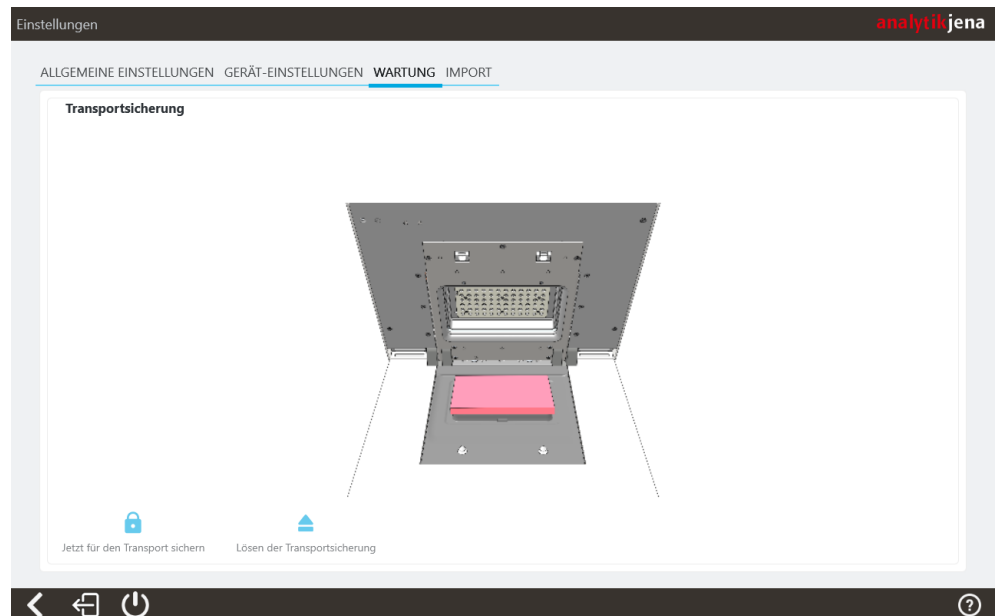 Einstellungen
analytikjena
ALLGEMEINE EINSTELLUNGEN GERÄT-EINSTELLUNGEN WARTUNG IMPORT
Transportsicherung
Jetzt für den Transport sichern
Lösen der Transportsicherung